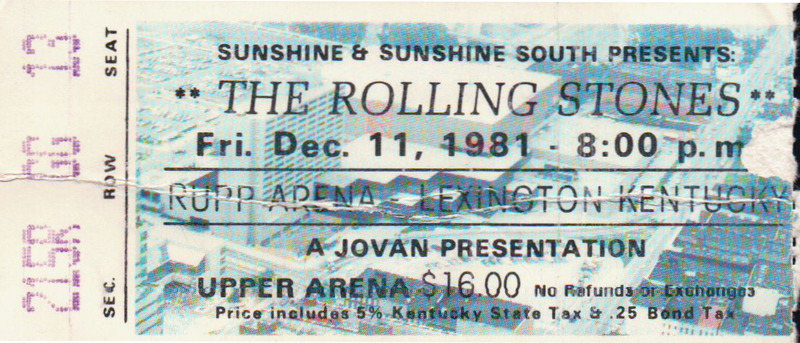 SUNSHINE & SUNSHINE SOUTH PRESENTS:
** THE ROLLING STONES **
Fri. Dec. 11, 1981 - 8:00 p.m
RUPP ARENA - LEXINGTON KENTUCKY
A JOVAN PRESENTATION
UPPER ARENA $16.00 No Refunds or Exchanges
Price includes 5% Kentucky State Tax & .25 Bond Tax
SEC. ROW SEAT
13